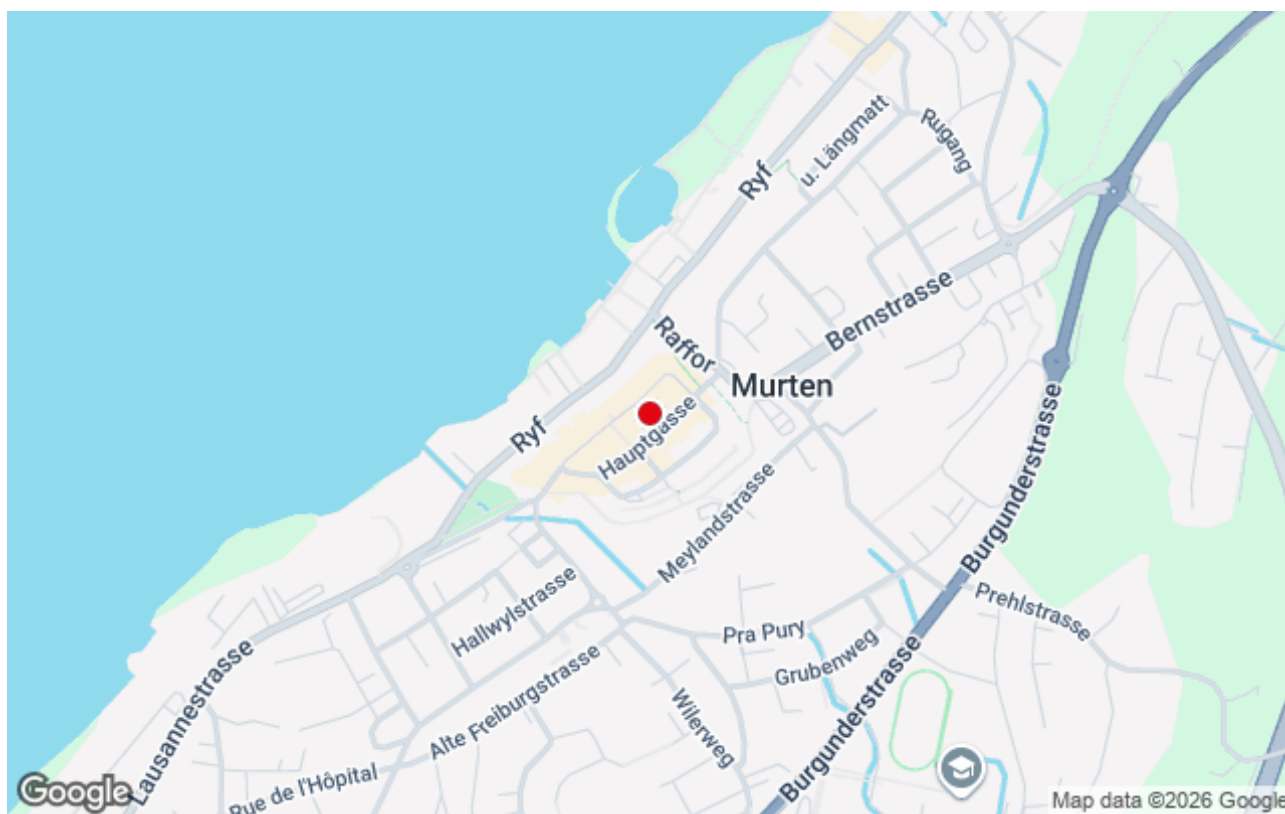 u. Längmatt
Rugang
Ryf
Bernstrasse
Raffor
Murten
Ryf
Hauptgasse
Burgunderstrasse
Meylandstrasse
Hallwylstrasse
Prehlstrasse
Pra Pury
Grubenweg
Lausannestrasse
Alte Freiburgstrasse
Wilerweg
Burgunderstrasse
Rue de l'Hôpital
Google
Map data ©2026 Google